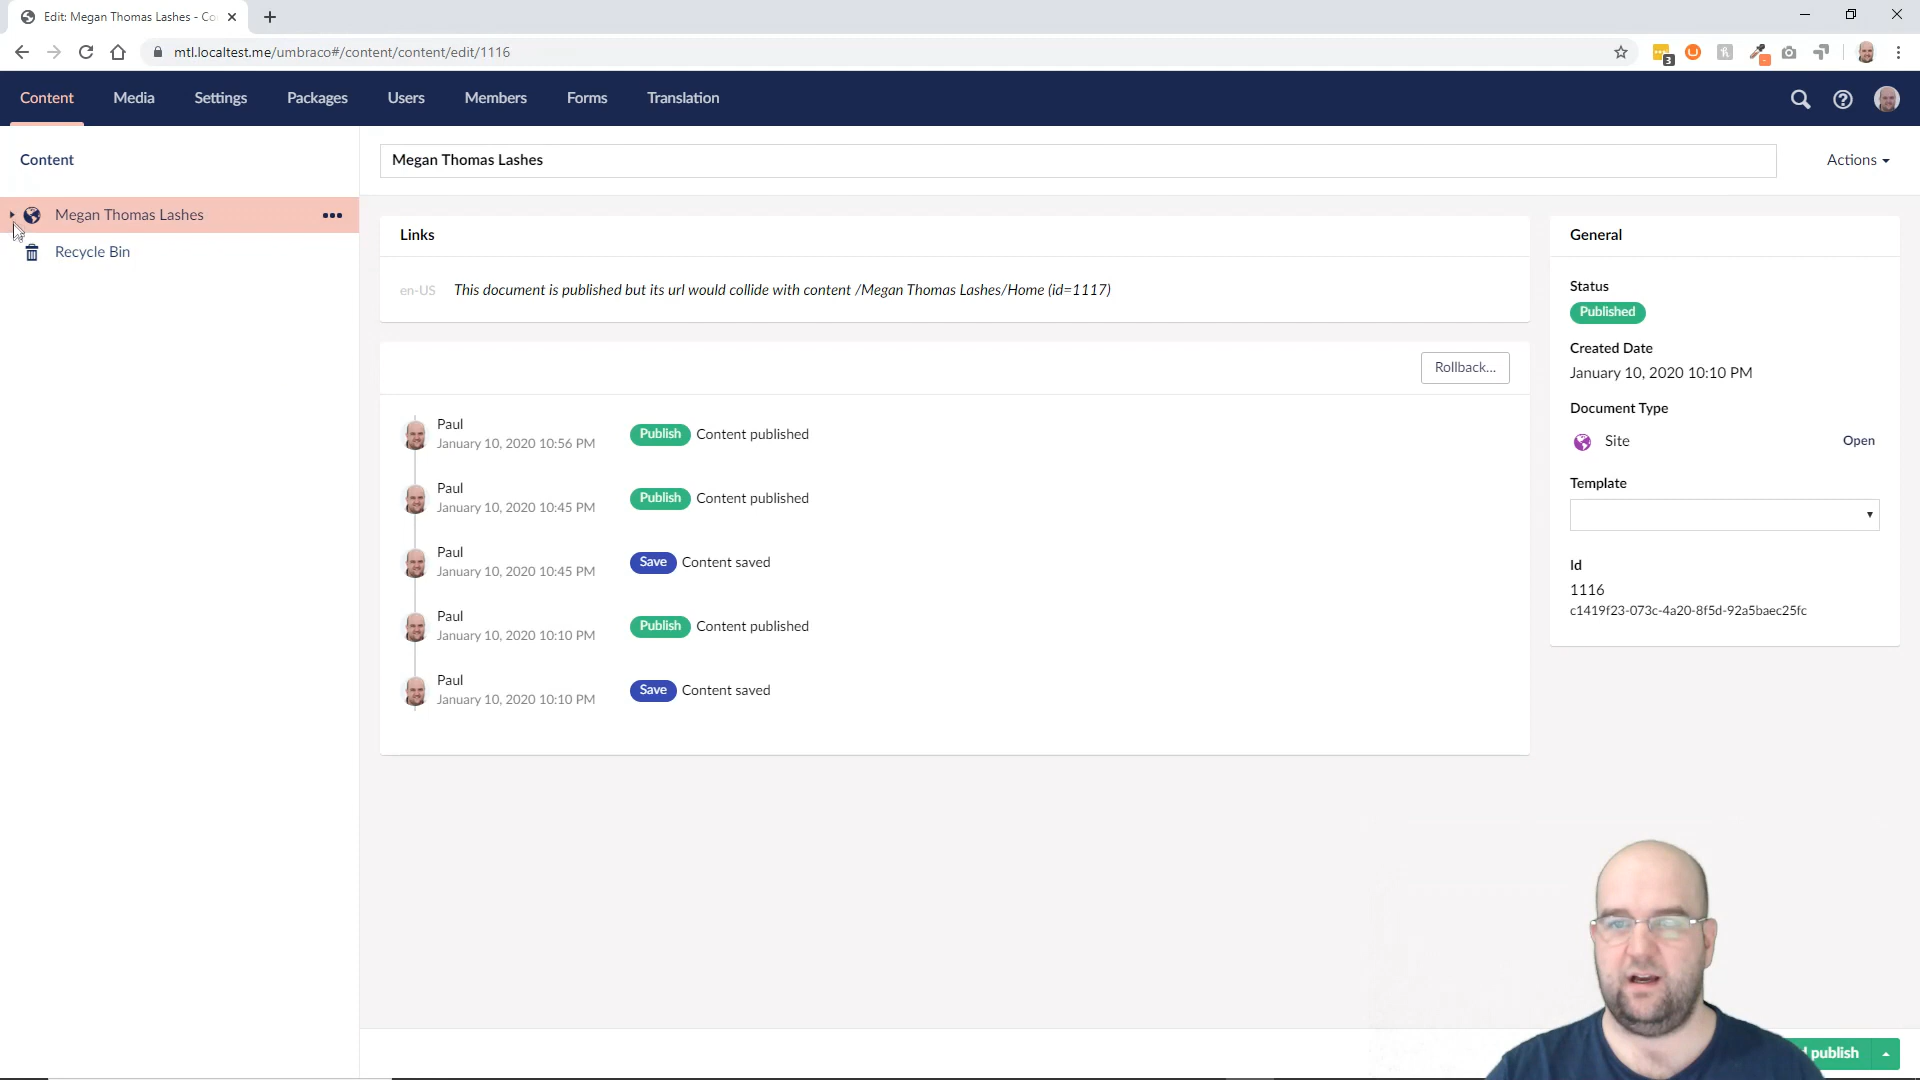 Edit: Megan Thomas Lashes - Co
mtl.localtest.me/umbraco#/content/content/edit/1116
3
Content
Media
Settings
Packages
Users
Members
Forms
Translation
Content
Megan Thomas Lashes
Recycle Bin
Megan Thomas Lashes
Actions
Links
en-US This document is published but its url would collide with content /Megan Thomas Lashes/Home (id=1117)
Rollback...
Paul
January 10, 2020 10:56 PM
Publish Content published
Paul
January 10, 2020 10:45 PM
Publish Content published
Paul
January 10, 2020 10:45 PM
Save Content saved
Paul
January 10, 2020 10:10 PM
Publish Content published
Paul
January 10, 2020 10:10 PM
Save Content saved
General
Status
Published
Created Date
January 10, 2020 10:10 PM
Document Type
Site
Open
Template
Id
1116
c1419f23-073c-4a20-8f5d-92a5baec25fc
publish